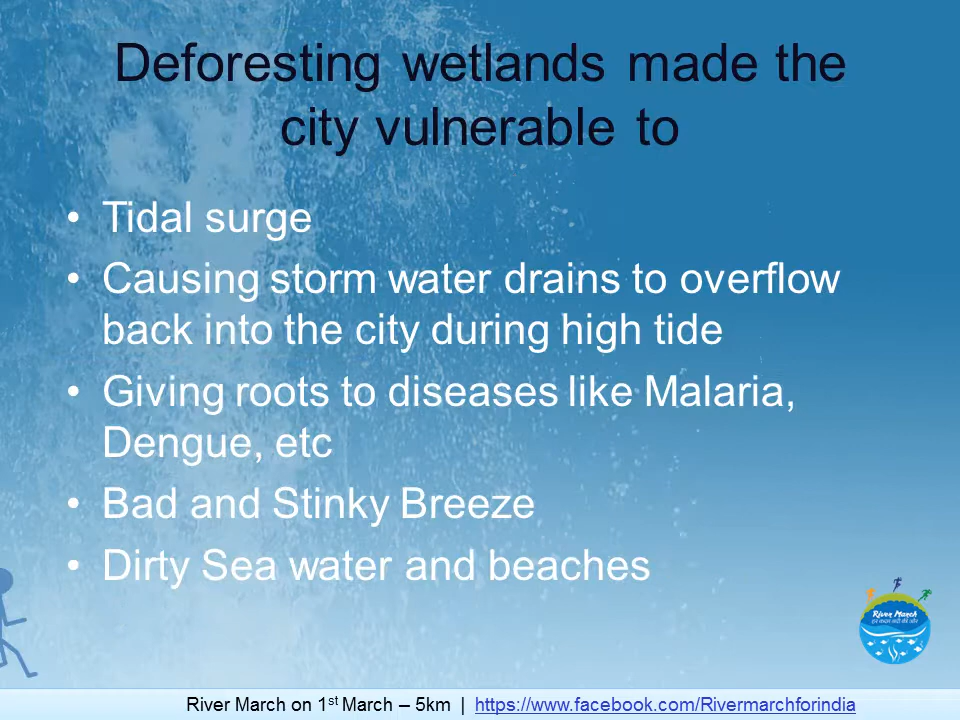 Deforesting wetlands made the
city vulnerable to
• Tidal surge
• Causing storm water drains to overflow
back into the city during high tide
• Giving roots to diseases like Malaria,
Dengue, etc
• Bad and Stinky Breeze
• Dirty Sea water and beaches
River March
River March on 1st March – 5km | https://www.facebook.com/Rivermarchforindia